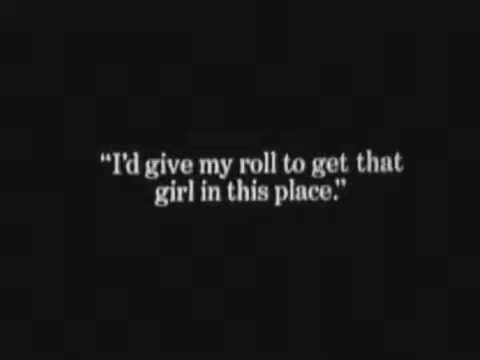 “I’d give my roll to get that
girl in this place.”